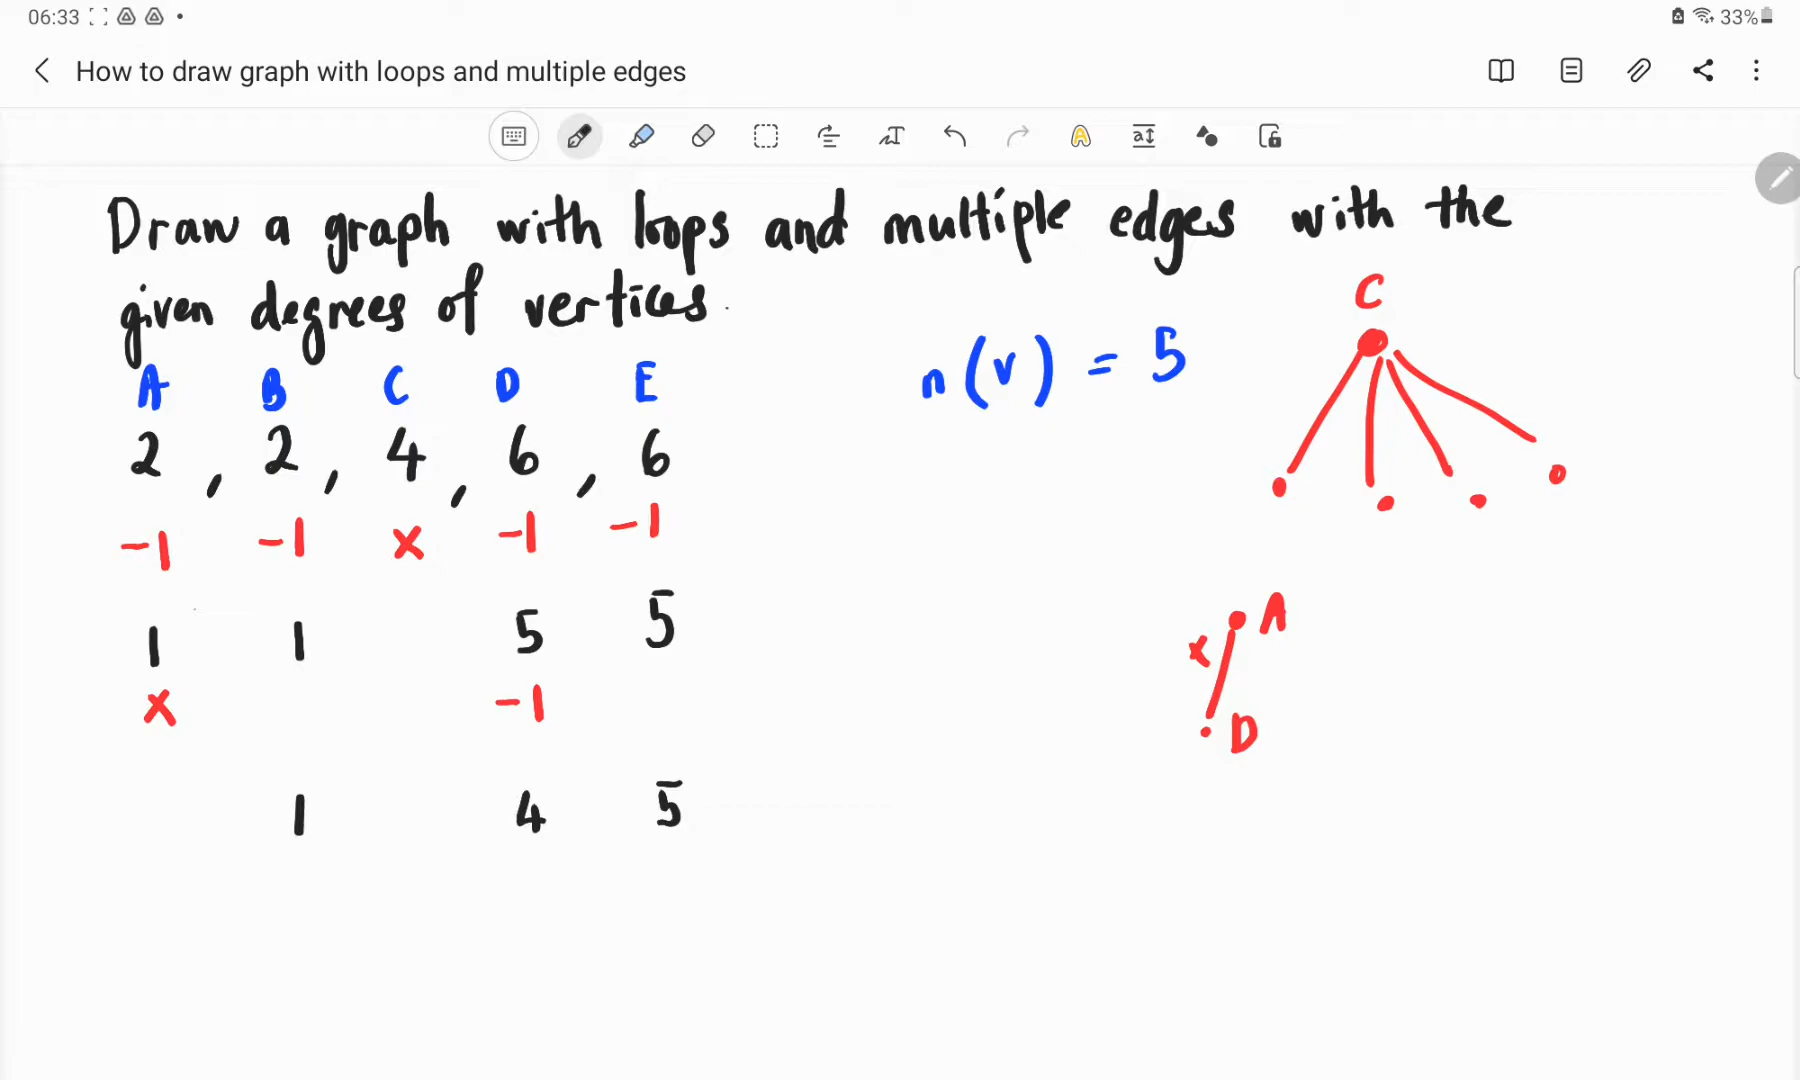 06:33
33%
How to draw graph with loops and multiple edges
Draw a graph with loops and multiple edges with the
given degrees of vertices.
A B C D E
n(v) = 5
C
2, 2, 4, 6, 6
-1 -1 x -1 -1
1 1 5 5
x -1
x A
D
1 4 5